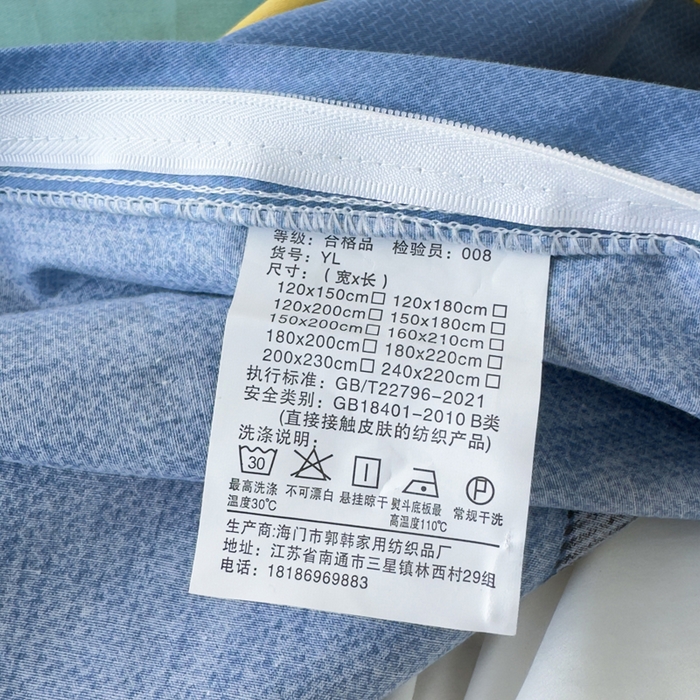 等级：合格品 检验员：008
货号：YL
尺寸：（宽x长）
120x150cm□ 120x180cm□
120x200cm□ 150x180cm□
150x200cm□ 160x210cm□
180x200cm□ 180x220cm□
200x230cm□ 240x220cm□
执行标准：GB/T22796-2021
安全类别：GB18401-2010 B类
(直接接触皮肤的纺织产品)
洗涤说明：
30 P
最高洗涤 不可漂白 悬挂晾干 熨斗底板最 常规干洗
温度30℃ 高温度110℃
生产商:海门市郭韩家用纺织品厂
地址：江苏省南通市三星镇林西村29组
电话：18186969883